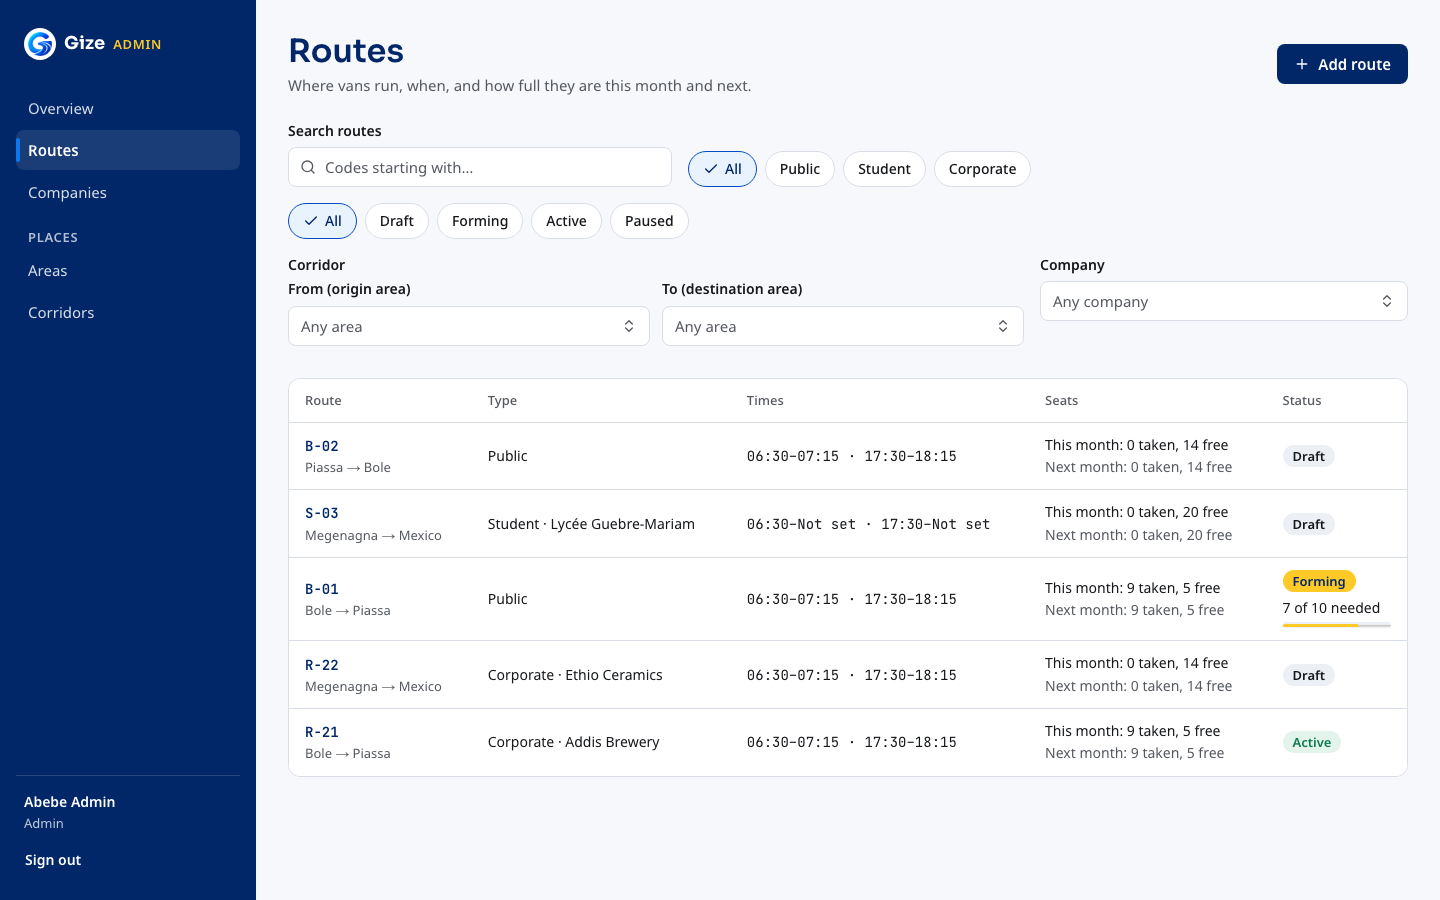 Gize ADMIN
Overview
Routes
Companies
PLACES
Areas
Corridors
Abebe Admin
Admin
Sign out
Routes
Where vans run, when, and how full they are this month and next.
+ Add route
Search routes
Codes starting with...
All Public Student Corporate
All Draft Forming Active Paused
Corridor
From (origin area)
Any area
To (destination area)
Any area
Company
Any company
Route Type Times Seats Status
B-02
Piassa → Bole
Public
06:30–07:15 · 17:30–18:15
This month: 0 taken, 14 free
Next month: 0 taken, 14 free
Draft
S-03
Megenagna → Mexico
Student · Lycée Guebre-Mariam
06:30–Not set · 17:30–Not set
This month: 0 taken, 20 free
Next month: 0 taken, 20 free
Draft
B-01
Bole → Piassa
Public
06:30–07:15 · 17:30–18:15
This month: 9 taken, 5 free
Next month: 9 taken, 5 free
Forming
7 of 10 needed
R-22
Megenagna → Mexico
Corporate · Ethio Ceramics
06:30–07:15 · 17:30–18:15
This month: 0 taken, 14 free
Next month: 0 taken, 14 free
Draft
R-21
Bole → Piassa
Corporate · Addis Brewery
06:30–07:15 · 17:30–18:15
This month: 9 taken, 5 free
Next month: 9 taken, 5 free
Active